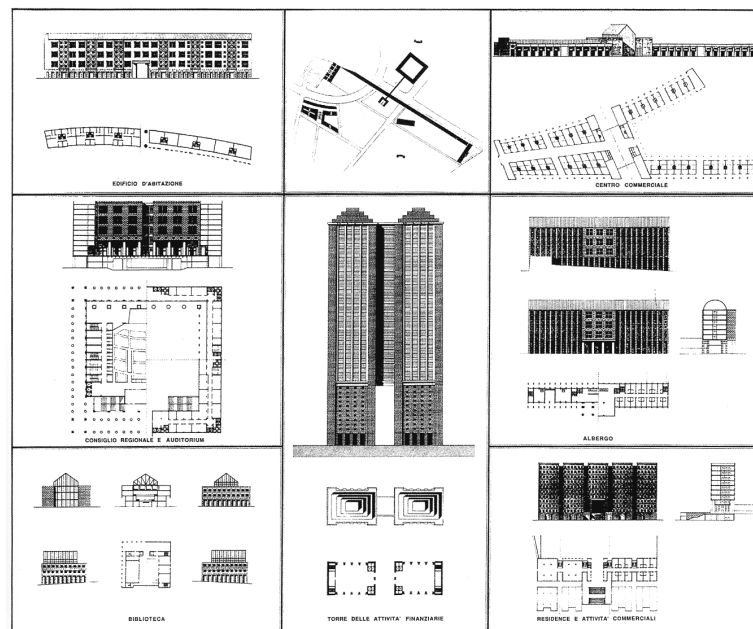 EDIFICIO D'ABITAZIONE
CENTRO COMMERCIALE
CONSIGLIO REGIONALE E AUDITORIUM
ALBERGO
BIBLIOTECA
TORRE DELLE ATTIVITA' FINANZIARIE
RESIDENCE E ATTIVITA' COMMERCIALI